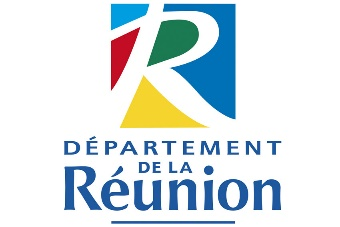 R
DÉPARTEMENT
DE LA
Réunion